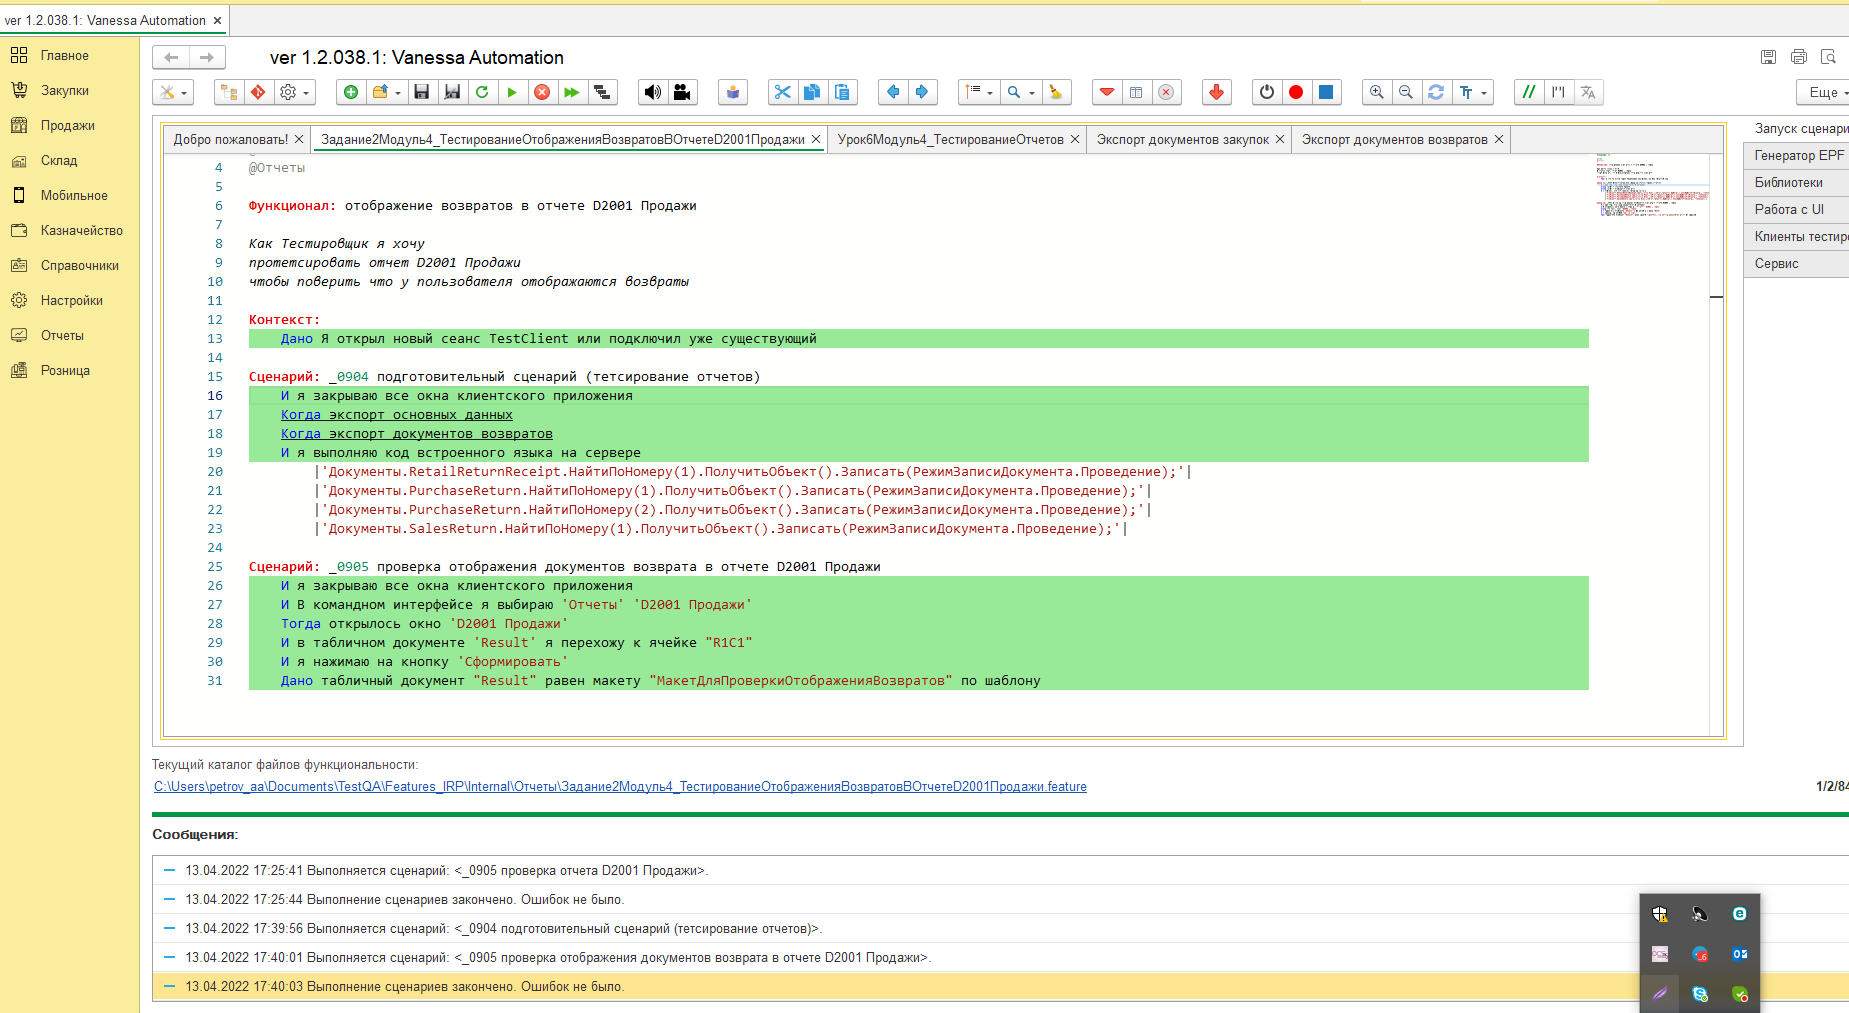 ver 1.2.038.1: Vanessa Automation
Главное
Закупки
Продажи
Склад
Мобильное
Казначейство
Справочники
Настройки
Отчеты
Розница
ver 1.2.038.1: Vanessa Automation
Еще
Добро пожаловать!
Задание2Модуль4_ТестированиеОтображенияВозвратовВОтчетеD2001Продажи
Урок6Модуль4_ТестированиеОтчетов
Экспорт документов закупок
Экспорт документов возвратов
4 @Отчеты
5
6 Функционал: отображение возвратов в отчете D2001 Продажи
7
8 Как Тестировщик я хочу
9 протетсировать отчет D2001 Продажи
10 чтобы поверить что у пользователя отображаются возвраты
11
12 Контекст:
13 Дано Я открыл новый сеанс TestClient или подключил уже существующий
14
15 Сценарий: _0904 подготовительный сценарий (тетсирование отчетов)
16 И я закрываю все окна клиентского приложения
17 Когда экспорт основных данных
18 Когда экспорт документов возвратов
19 И я выполняю код встроенного языка на сервере
20 |'Документы.RetailReturnReceipt.НайтиПоНомеру(1).ПолучитьОбъект().Записать(РежимЗаписиДокумента.Проведение);'|
21 |'Документы.PurchaseReturn.НайтиПоНомеру(1).ПолучитьОбъект().Записать(РежимЗаписиДокумента.Проведение);'|
22 |'Документы.PurchaseReturn.НайтиПоНомеру(2).ПолучитьОбъект().Записать(РежимЗаписиДокумента.Проведение);'|
23 |'Документы.SalesReturn.НайтиПоНомеру(1).ПолучитьОбъект().Записать(РежимЗаписиДокумента.Проведение);'|
24
25 Сценарий: _0905 проверка отображения документов возврата в отчете D2001 Продажи
26 И я закрываю все окна клиентского приложения
27 И В командном интерфейсе я выбираю 'Отчеты' 'D2001 Продажи'
28 Тогда открылось окно 'D2001 Продажи'
29 И в табличном документе 'Result' я перехожу к ячейке "R1C1"
30 И я нажимаю на кнопку 'Сформировать'
31 Дано табличный документ "Result" равен макету "МакетДляПроверкиОтображенияВозвратов" по шаблону
Запуск сценари
Генератор EPF
Библиотеки
Работа с UI
Клиенты тестир
Сервис
Текущий каталог файлов функциональности:
C:\Users\petrov_aa\Documents\TestQA\Features_IRP\Internal\Отчеты\Задание2Модуль4_ТестированиеОтображенияВозвратовВОтчетеD2001Продажи.feature
1/2/84
Сообщения:
13.04.2022 17:25:41 Выполняется сценарий: <_0905 проверка отчета D2001 Продажи>.
13.04.2022 17:25:44 Выполнение сценариев закончено. Ошибок не было.
13.04.2022 17:39:56 Выполняется сценарий: <_0904 подготовительный сценарий (тетсирование отчетов)>.
13.04.2022 17:40:01 Выполняется сценарий: <_0905 проверка отображения документов возврата в отчете D2001 Продажи>.
13.04.2022 17:40:03 Выполнение сценариев закончено. Ошибок не было.